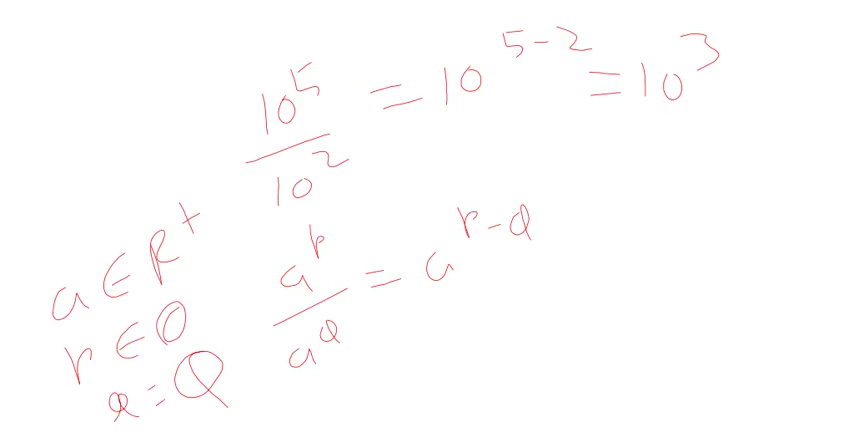 10^5 / 10^2 = 10^{5-2} = 10^3
a^p / a^q = a^{p-q}
a ∈ R^+
p ∈ Q
q = Q